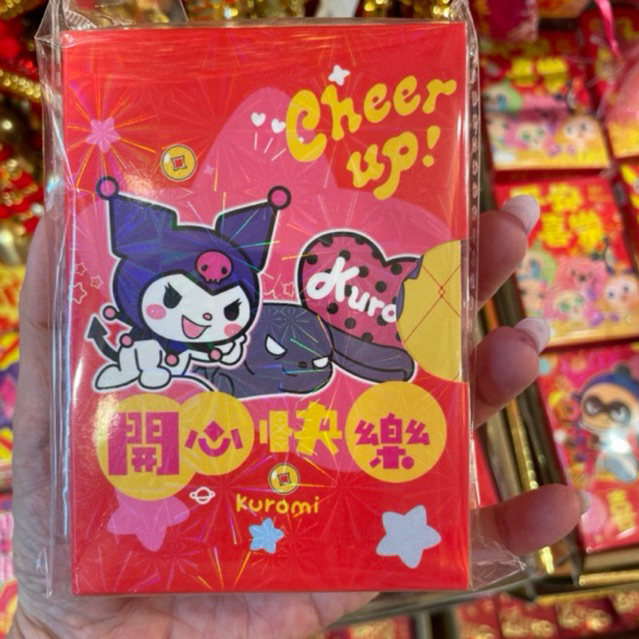 Cheer
up!
Kuro
開心快樂
kuromi